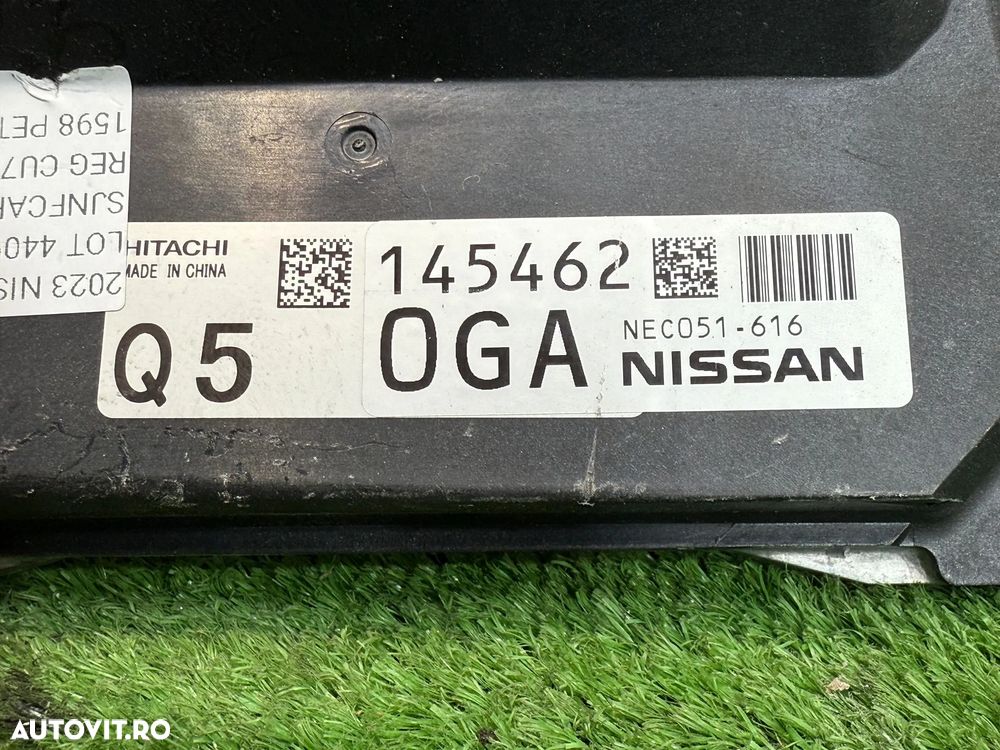 HITACHI
MADE IN CHINA
Q5
145462
0GA
NEC051-616
NISSAN
2023 NIS
LOT 440
SJNFCA
REG CU7
1598 PET
AUTOVIT.RO